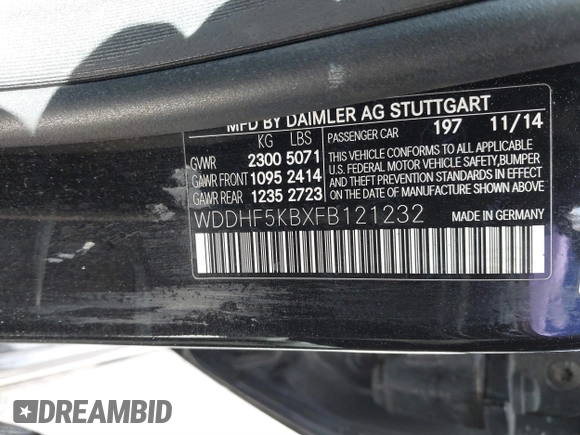 MFD BY DAIMLER AG STUTTGART
KG LBS PASSENGER CAR 197 11/14
GVWR 2300 5071
GAWR FRONT 1095 2414
GAWR REAR 1235 2723
THIS VEHICLE CONFORMS TO ALL APPLICABLE
U.S. FEDERAL MOTOR VEHICLE SAFETY, BUMPER
AND THEFT PREVENTION STANDARDS IN EFFECT
ON THE DATE OF MANUFACTURE SHOWN ABOVE.
WDDHF5KBXFB121232 MADE IN GERMANY
DREAMBID